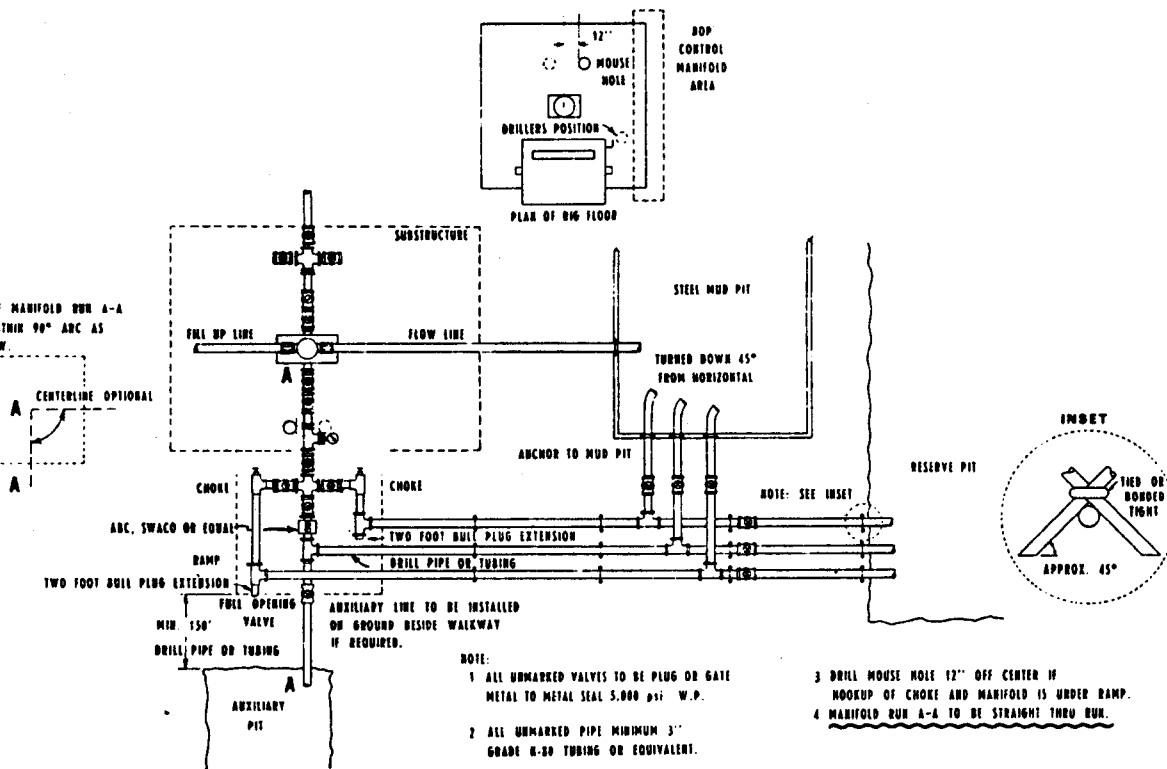 12"
MOUSE
HOLE
BOP
CONTROL
MANIFOLD
AREA
DRILLERS POSITION
PLAN OF RIG FLOOR
SUBSTRUCTURE
MANIFOLD RUN A-A
90° ARC AS
FILL UP LINE
FLOW LINE
A
A
CENTERLINE OPTIONAL
A
STEEL MUD PIT
TURNED DOWN 45°
FROM HORIZONTAL
ANCHOR TO MUD PIT
CHOKE
CHOKE
NOTE: SEE INSET
RESERVE PIT
INSET
TIED OR
BONDED
TIGHT
APPROX. 45°
ABC, SWACO OR EQUAL
TWO FOOT BULL PLUG EXTENSION
RAMP
DRILL PIPE OR TUBING
TWO FOOT BULL PLUG EXTENSION
FULL OPENING
VALVE
MIN. 150'
DRILL PIPE OR TUBING
AUXILIARY LINE TO BE INSTALLED
ON GROUND BESIDE WALKWAY
IF REQUIRED.
A
AUXILIARY
PIT
NOTE:
1 ALL UNMARKED VALVES TO BE PLUG OR GATE
METAL TO METAL SEAL 5,000 psi W.P.
2 ALL UNMARKED PIPE MINIMUM 3"
GRADE N-80 TUBING OR EQUIVALENT.
3 DRILL MOUSE HOLE 12" OFF CENTER IF
HOOKUP OF CHOKE AND MANIFOLD IS UNDER RAMP.
4 MANIFOLD RUN A-A TO BE STRAIGHT THRU RUN.